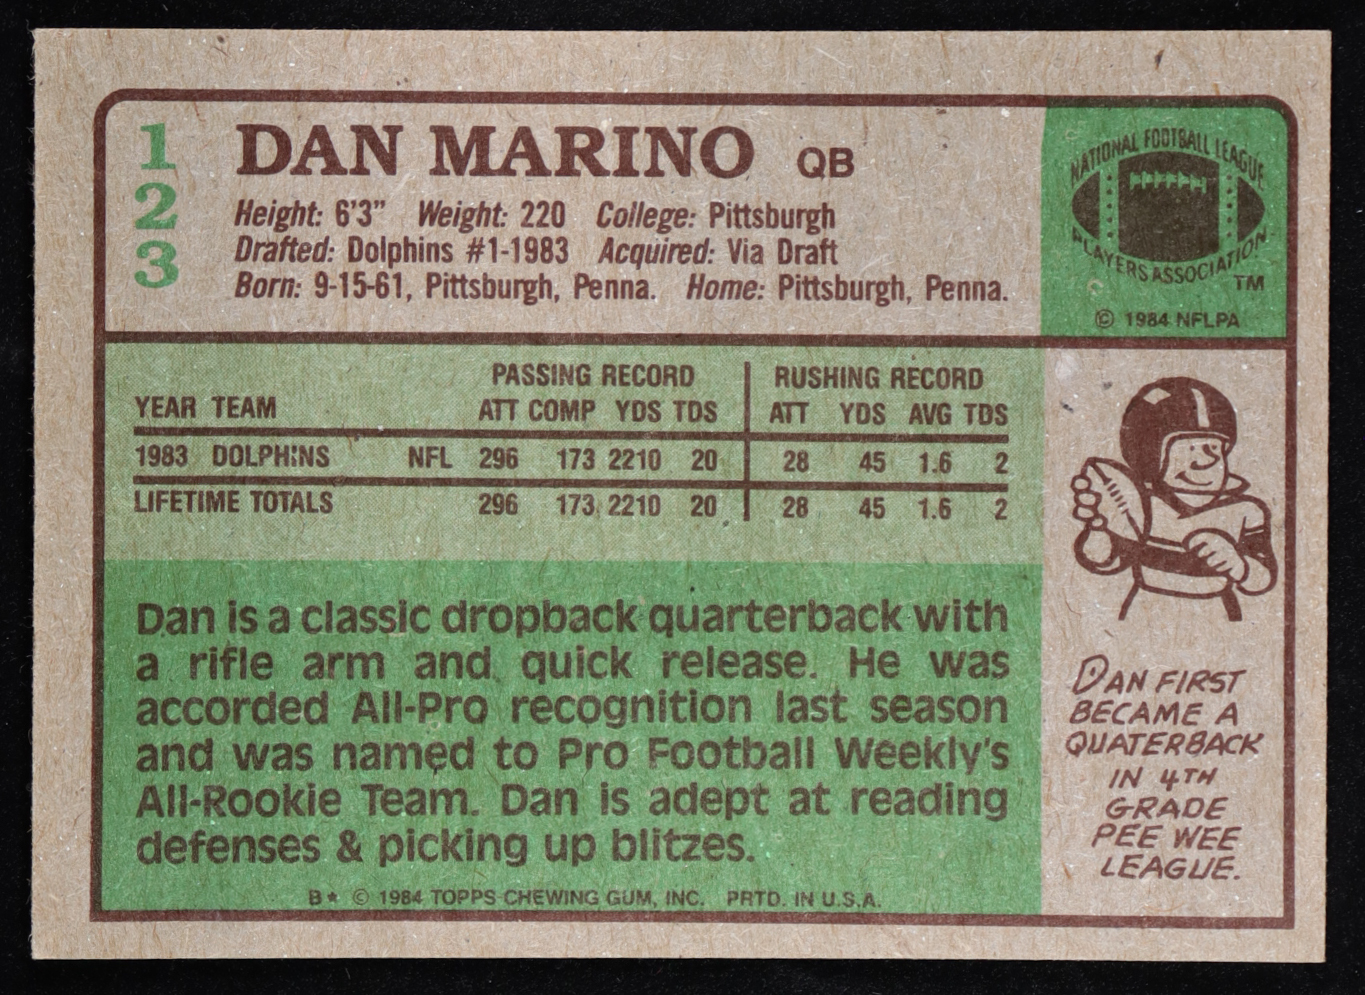 1
2
3
DAN MARINO QB
Height: 6'3" Weight: 220 College: Pittsburgh
Drafted: Dolphins #1-1983 Acquired: Via Draft
Born: 9-15-61, Pittsburgh, Penna. Home: Pittsburgh, Penna.
NATIONAL FOOTBALL LEAGUE
PLAYERS ASSOCIATION
TM
© 1984 NFLPA
PASSING RECORD RUSHING RECORD
YEAR TEAM ATT COMP YDS TDS ATT YDS AVG TDS
1983 DOLPHINS NFL 296 173 2210 20 28 45 1.6 2
LIFETIME TOTALS 296 173 2210 20 28 45 1.6 2
Dan is a classic dropback quarterback with
a rifle arm and quick release. He was
accorded All-Pro recognition last season
and was named to Pro Football Weekly's
All-Rookie Team. Dan is adept at reading
defenses & picking up blitzes.
B* © 1984 TOPPS CHEWING GUM, INC. PRTD. IN U.S.A.
DAN FIRST
BECAME A
QUATERBACK
IN 4TH
GRADE
PEE WEE
LEAGUE.